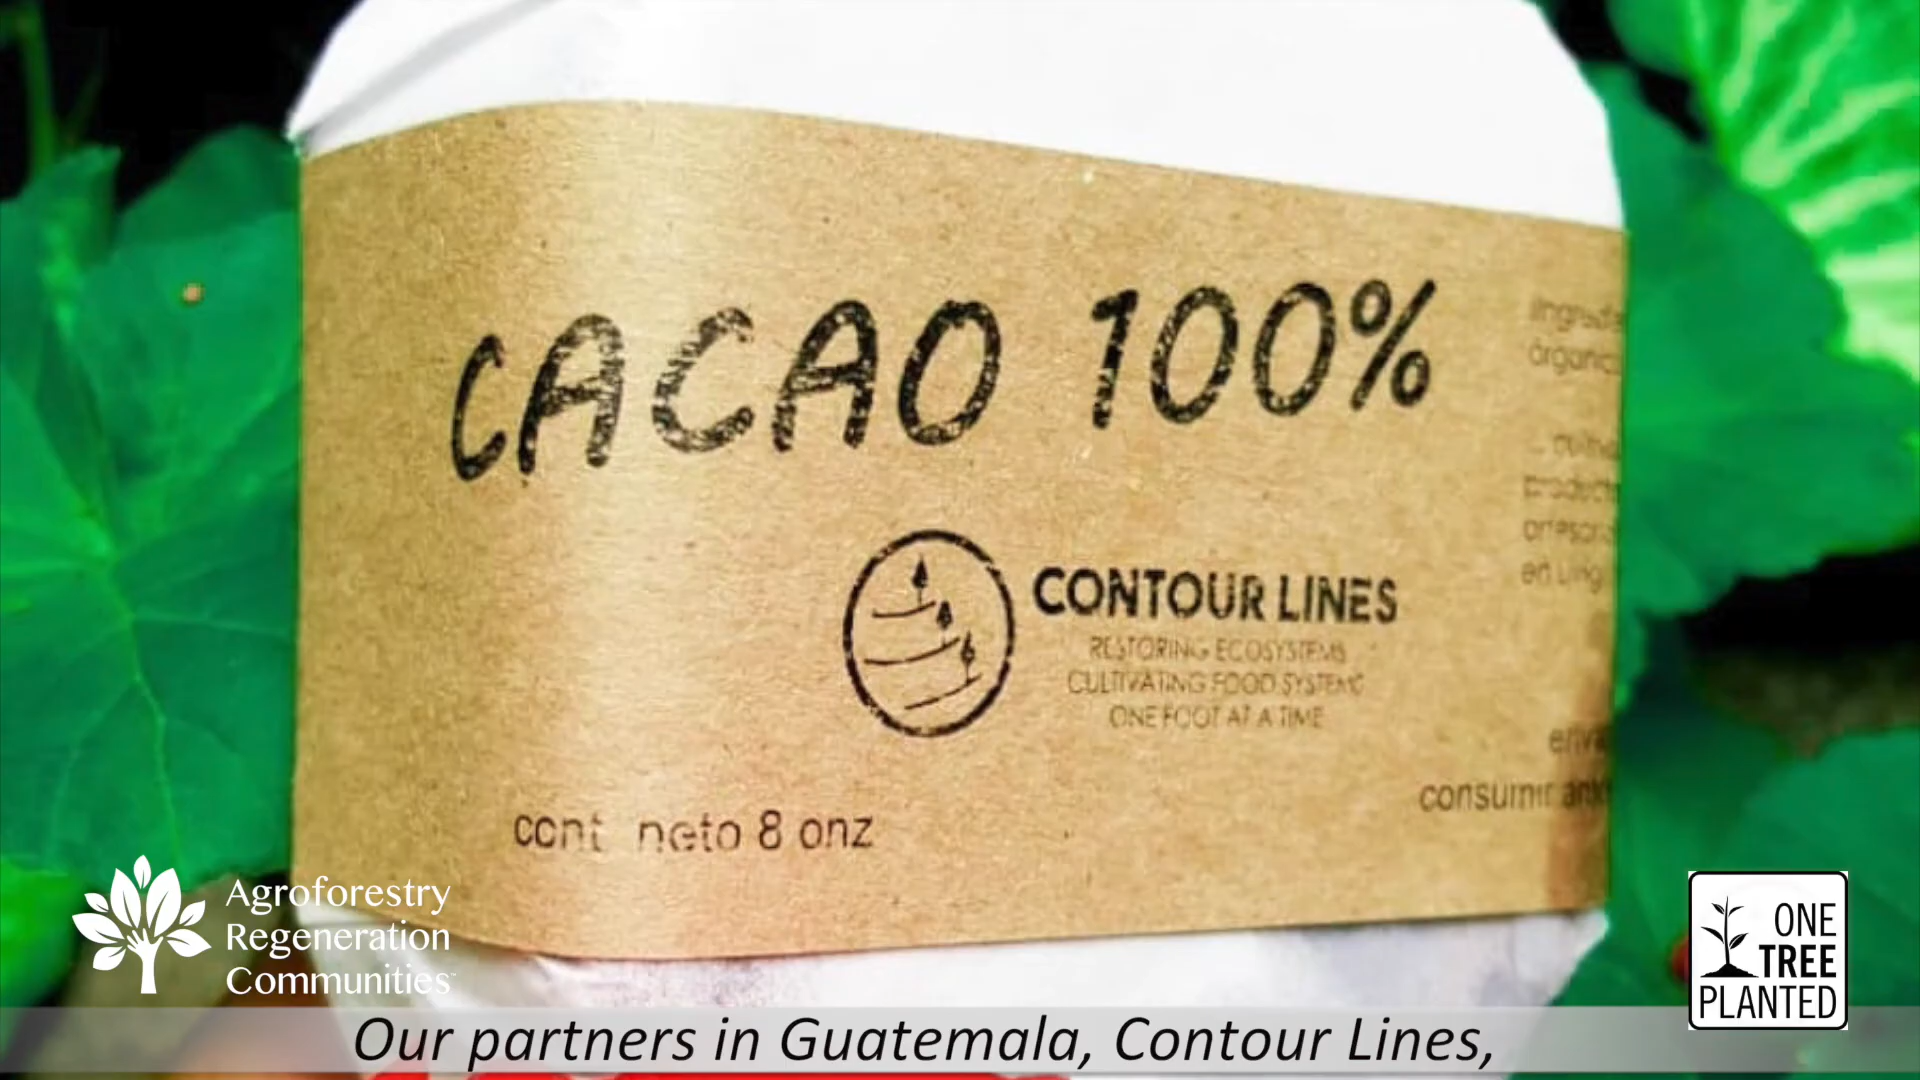 CACAO 100%
CONTOUR LINES
RESTORING ECOSYSTEMS
CULTIVATING FOOD SYSTEMS
ONE FOOT AT A TIME
cont neto 8 onz
consumir
Agroforestry
Regeneration
Communities
ONE
TREE
PLANTED
Our partners in Guatemala, Contour Lines,